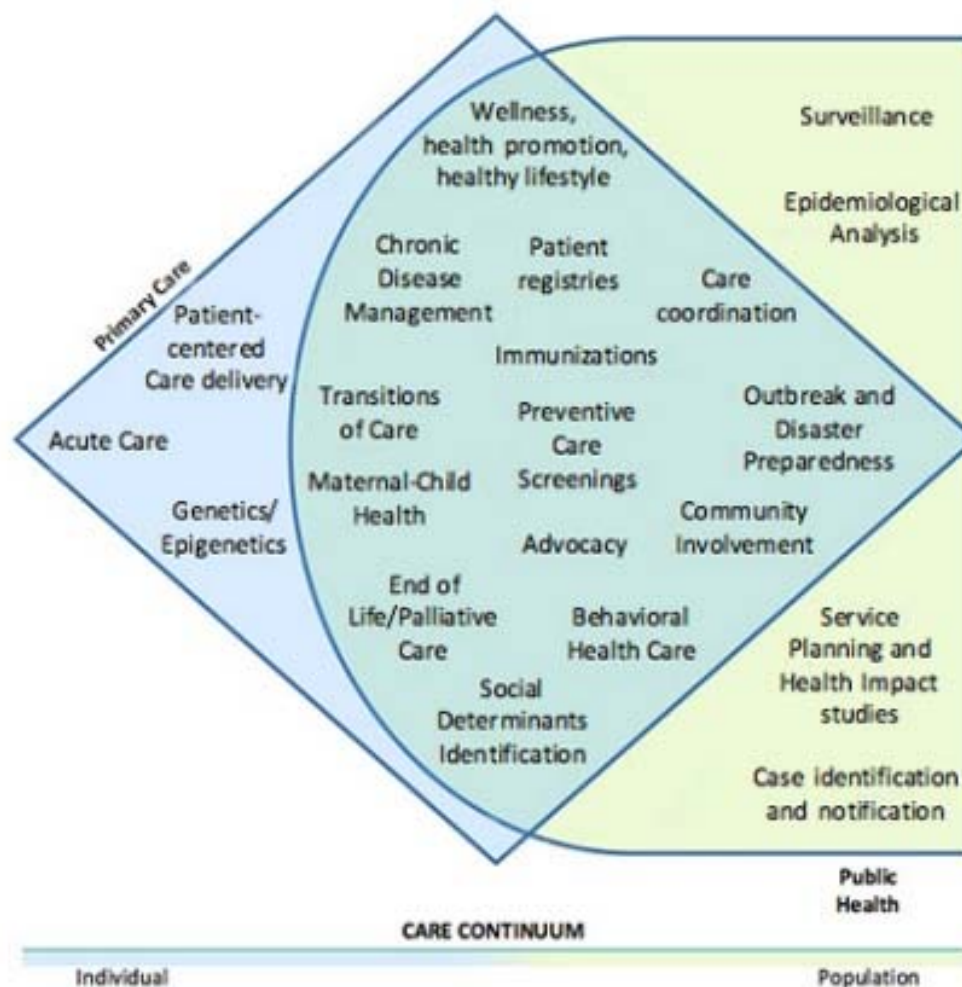 Wellness,
health promotion,
healthy lifestyle
Surveillance
Epidemiological
Analysis
Primary Care
Chronic
Disease
Management
Patient
registries
Care
coordination
Patient-
centered
Care delivery
Immunizations
Transitions
of Care
Preventive
Care
Screenings
Outbreak and
Disaster
Preparedness
Acute Care
Maternal-Child
Health
Genetics/
Epigenetics
Advocacy
Community
Involvement
End of
Life/Palliative
Care
Behavioral
Health Care
Service
Planning and
Health Impact
studies
Social
Determinants
Identification
Case identification
and notification
Public
Health
CARE CONTINUUM
Individual
Population